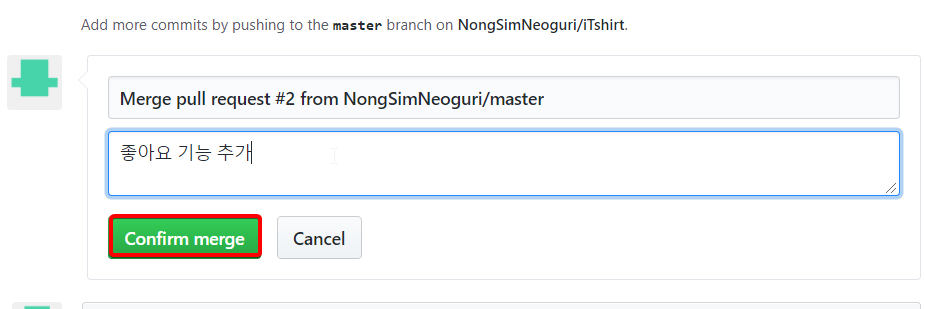 Add more commits by pushing to the master branch on NongSimNeoguri/iTshirt.
Merge pull request #2 from NongSimNeoguri/master
좋아요 기능 추가
Confirm merge
Cancel